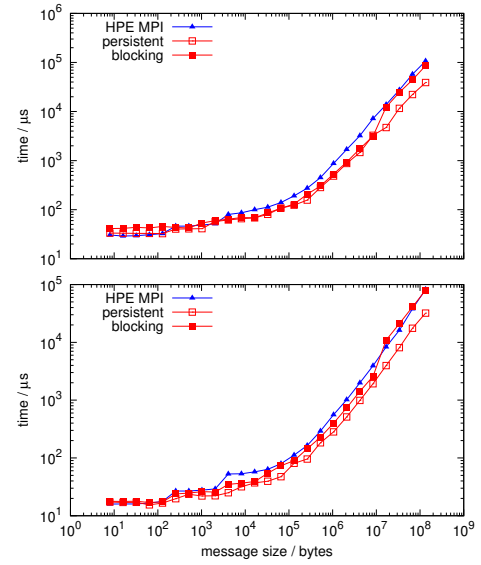 10^6
10^5
10^4
10^3
10^2
10^1
time / µs
HPE MPI
persistent
blocking
10^5
10^4
10^3
10^2
10^1
time / µs
HPE MPI
persistent
blocking
10^0 10^1 10^2 10^3 10^4 10^5 10^6 10^7 10^8 10^9
message size / bytes